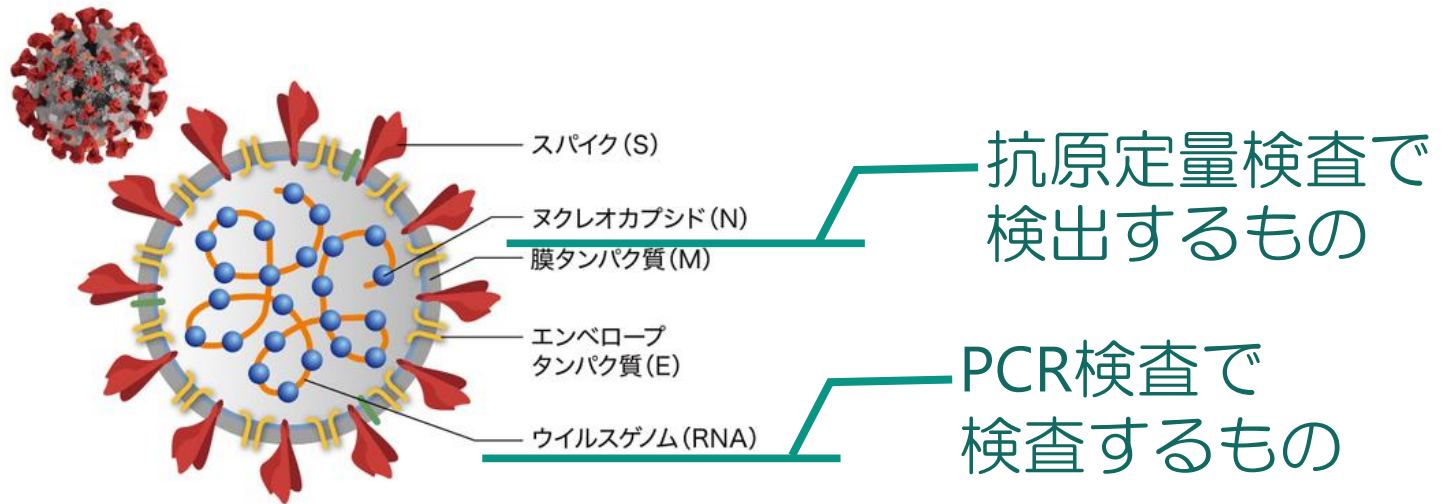 スパイク(S)
ヌクレオカプシド(N)
膜タンパク質(M)
エンベロープ
タンパク質(E)
ウイルスゲノム(RNA)
抗原定量検査で
検出するもの
PCR検査で
検査するもの